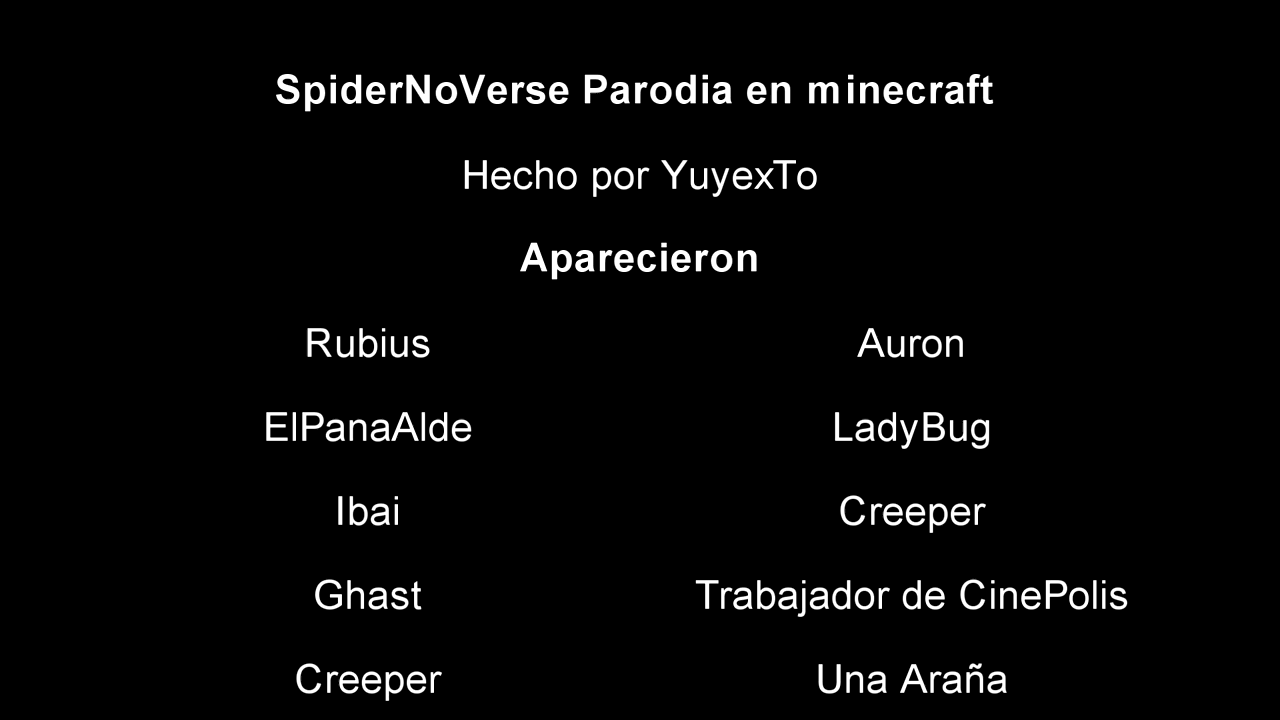 SpiderNoVerse Parodia en minecraft
Hecho por YuyexTo
Aparecieron
Rubius Auron
ElPanaAlde LadyBug
Ibai Creeper
Ghast Trabajador de CinePolis
Creeper Una Araña